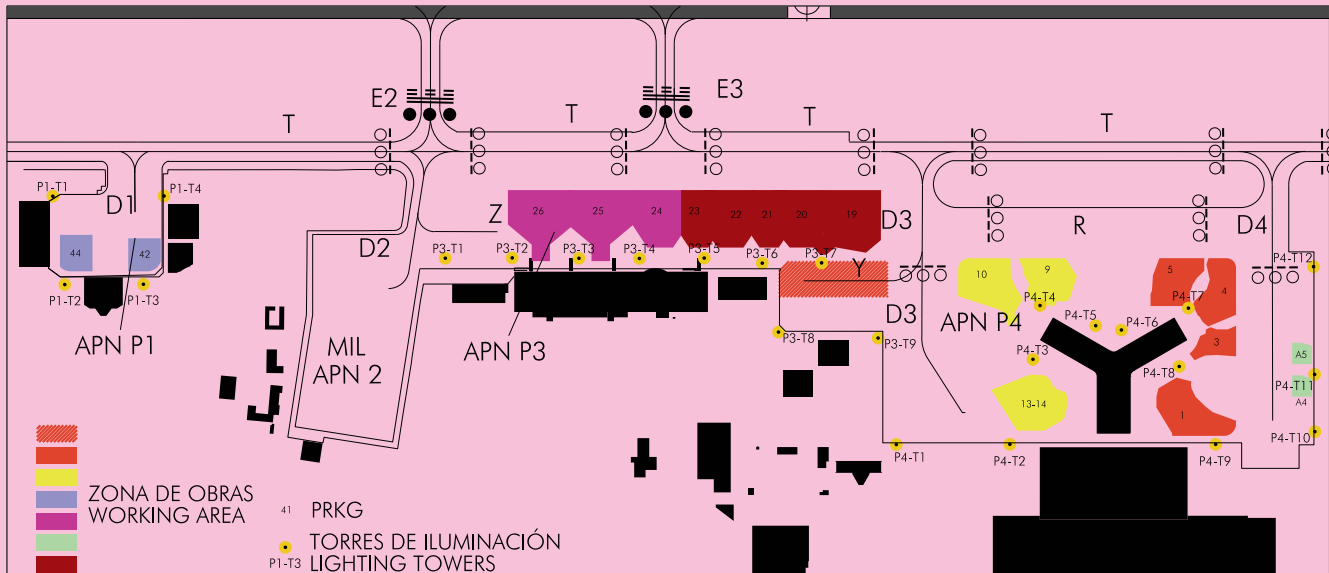 E2
E3
T
T
T
T
P1-T1
P1-T4
D1
Z
26
25
24
23
22
21
20
19
D3
R
D4
44
42
D2
P3-T1
P3-T2
P3-T3
P3-T4
P3-T5
P3-T6
P3-T7
Y
10
9
5
4
P4-T12
P1-T2
P1-T3
P4-T4
P4-T7
D3
APN P4
P4-T5
P4-T6
P3-T8
P3-T9
3
A5
APN P1
MIL
APN 2
APN P3
P4-T3
P4-T8
P4-T11
A4
13-14
1
P4-T10
P4-T1
P4-T2
P4-T9
ZONA DE OBRAS
WORKING AREA
41 PRKG
TORRES DE ILUMINACIÓN
P1-T3 LIGHTING TOWERS